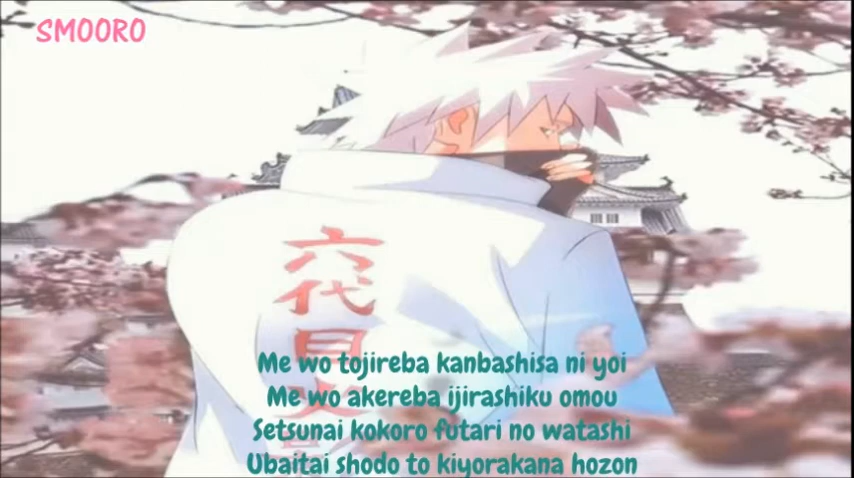 SMOORO
六
代
目
火
Me wo tojireba kanbashisa ni yoi
Me wo akereba ijirashiku omou
Setsunai kokoro futari no watashi
Ubaitai shodo to kiyorakana hozon